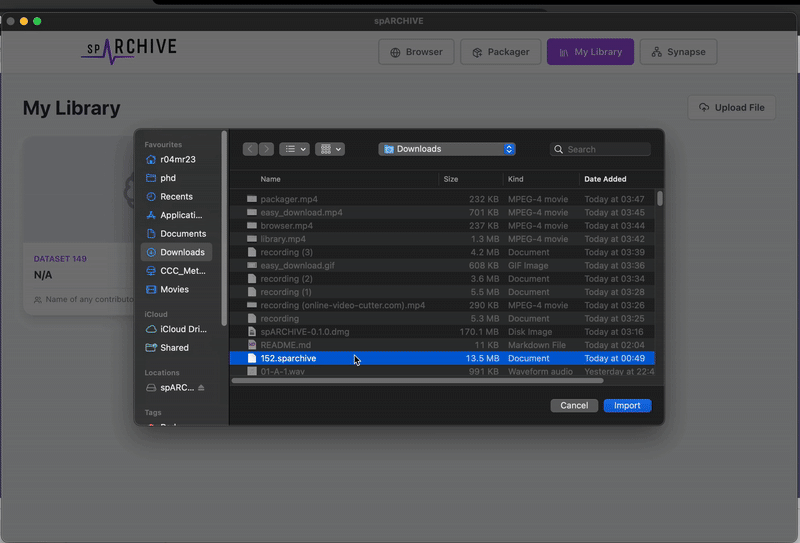 spARCHIVE
spARCHIVE
Browser
Packager
My Library
Synapse
My Library
Upload File
DATASET 149
N/A
Name of any contributo
Favourites
r04mr23
phd
Recents
Applicati...
Documents
Downloads
CCC_Met...
Movies
iCloud
iCloud Dri...
Shared
Locations
spARC...
Tags
Downloads
Search
Name Size Kind Date Added
packager.mp4 232 KB MPEG-4 movie Today at 03:47
easy_download.mp4 701 KB MPEG-4 movie Today at 03:45
browser.mp4 237 KB MPEG-4 movie Today at 03:44
library.mp4 1.3 MB MPEG-4 movie Today at 03:42
recording (3) 4.2 MB Document Today at 03:39
easy_download.gif 608 KB GIF Image Today at 03:36
recording (2) 3.6 MB Document Today at 03:34
recording (1) 5.5 MB Document Today at 03:28
recording (online-video-cutter.com).mp4 290 KB MPEG-4 movie Today at 03:26
recording 5.3 MB Document Today at 03:25
spARCHIVE-0.1.0.dmg 170.1 MB Disk Image Today at 03:16
README.md 11 KB Markdown File Today at 02:04
152.sparchive 13.5 MB Document Today at 00:49
01-A-1.wav 991 KB Waveform audio Yesterday at 22:4
Cancel
Import